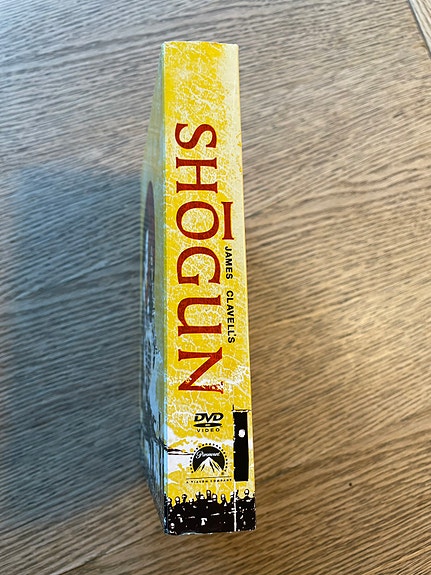 SHŌGUN
JAMES CLAVELL'S
DVD
VIDEO
Paramount
A VIACOM COMPANY